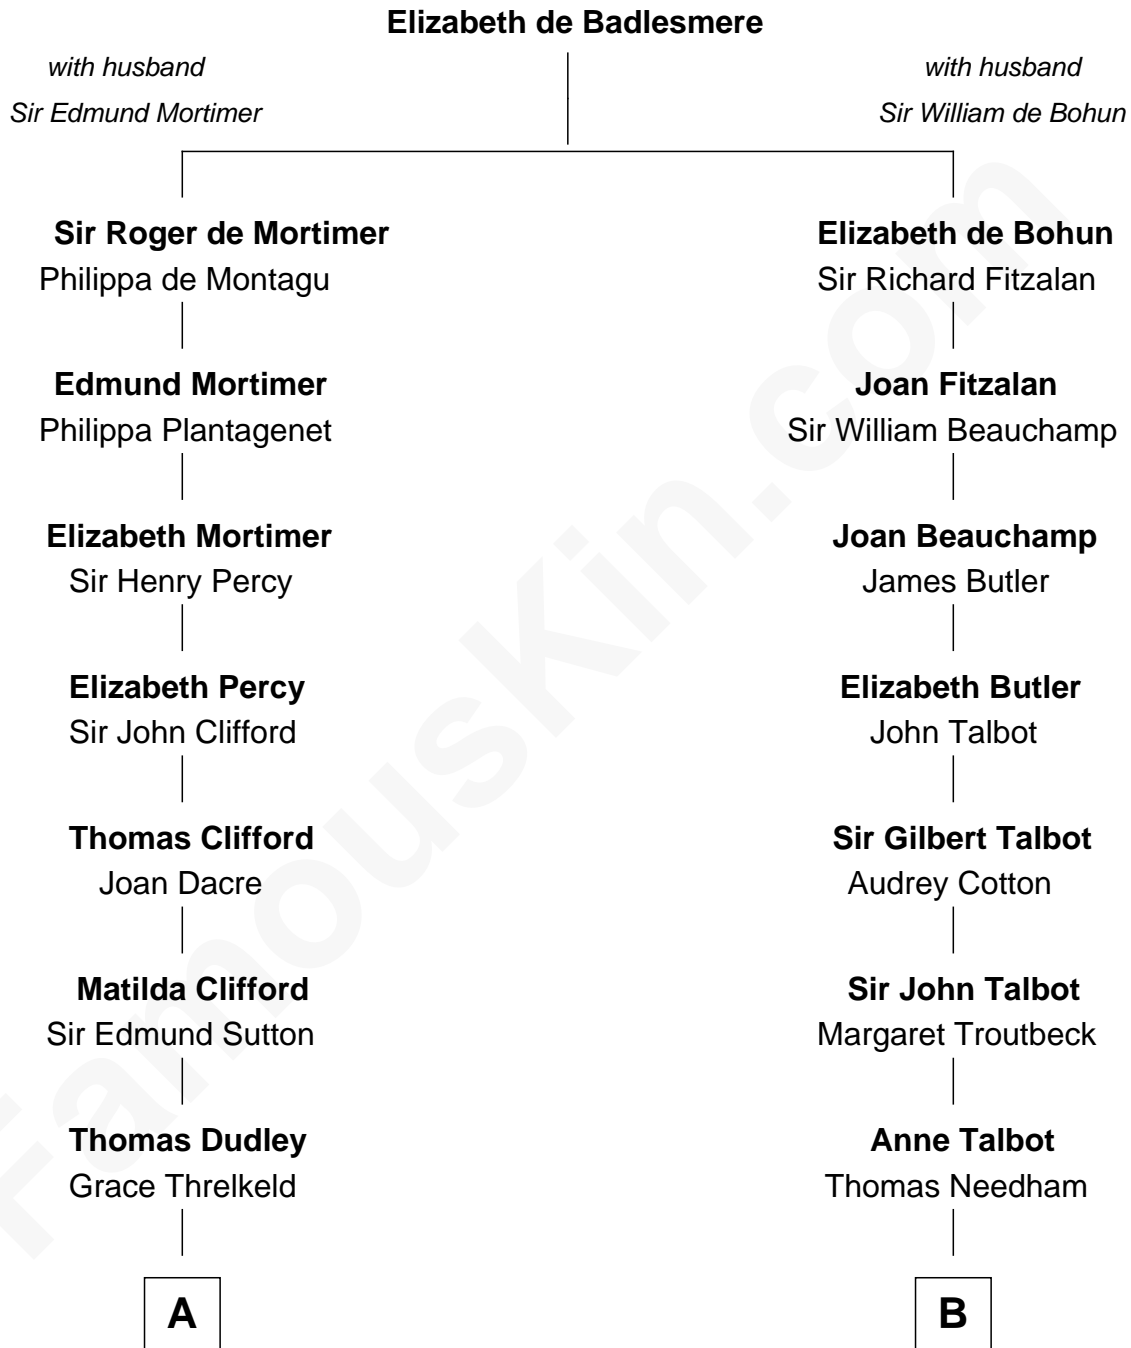 Elizabeth de Badlesmere
with husband
Sir Edmund Mortimer
with husband
Sir William de Bohun
Sir Roger de Mortimer
Philippa de Montagu
Elizabeth de Bohun
Sir Richard Fitzalan
Edmund Mortimer
Philippa Plantagenet
Joan Fitzalan
Sir William Beauchamp
Elizabeth Mortimer
Sir Henry Percy
Joan Beauchamp
James Butler
Elizabeth Percy
Sir John Clifford
Elizabeth Butler
John Talbot
Thomas Clifford
Joan Dacre
Sir Gilbert Talbot
Audrey Cotton
Matilda Clifford
Sir Edmund Sutton
Sir John Talbot
Margaret Troutbeck
Thomas Dudley
Grace Threlkeld
Anne Talbot
Thomas Needham
A
B
FamousKin.com